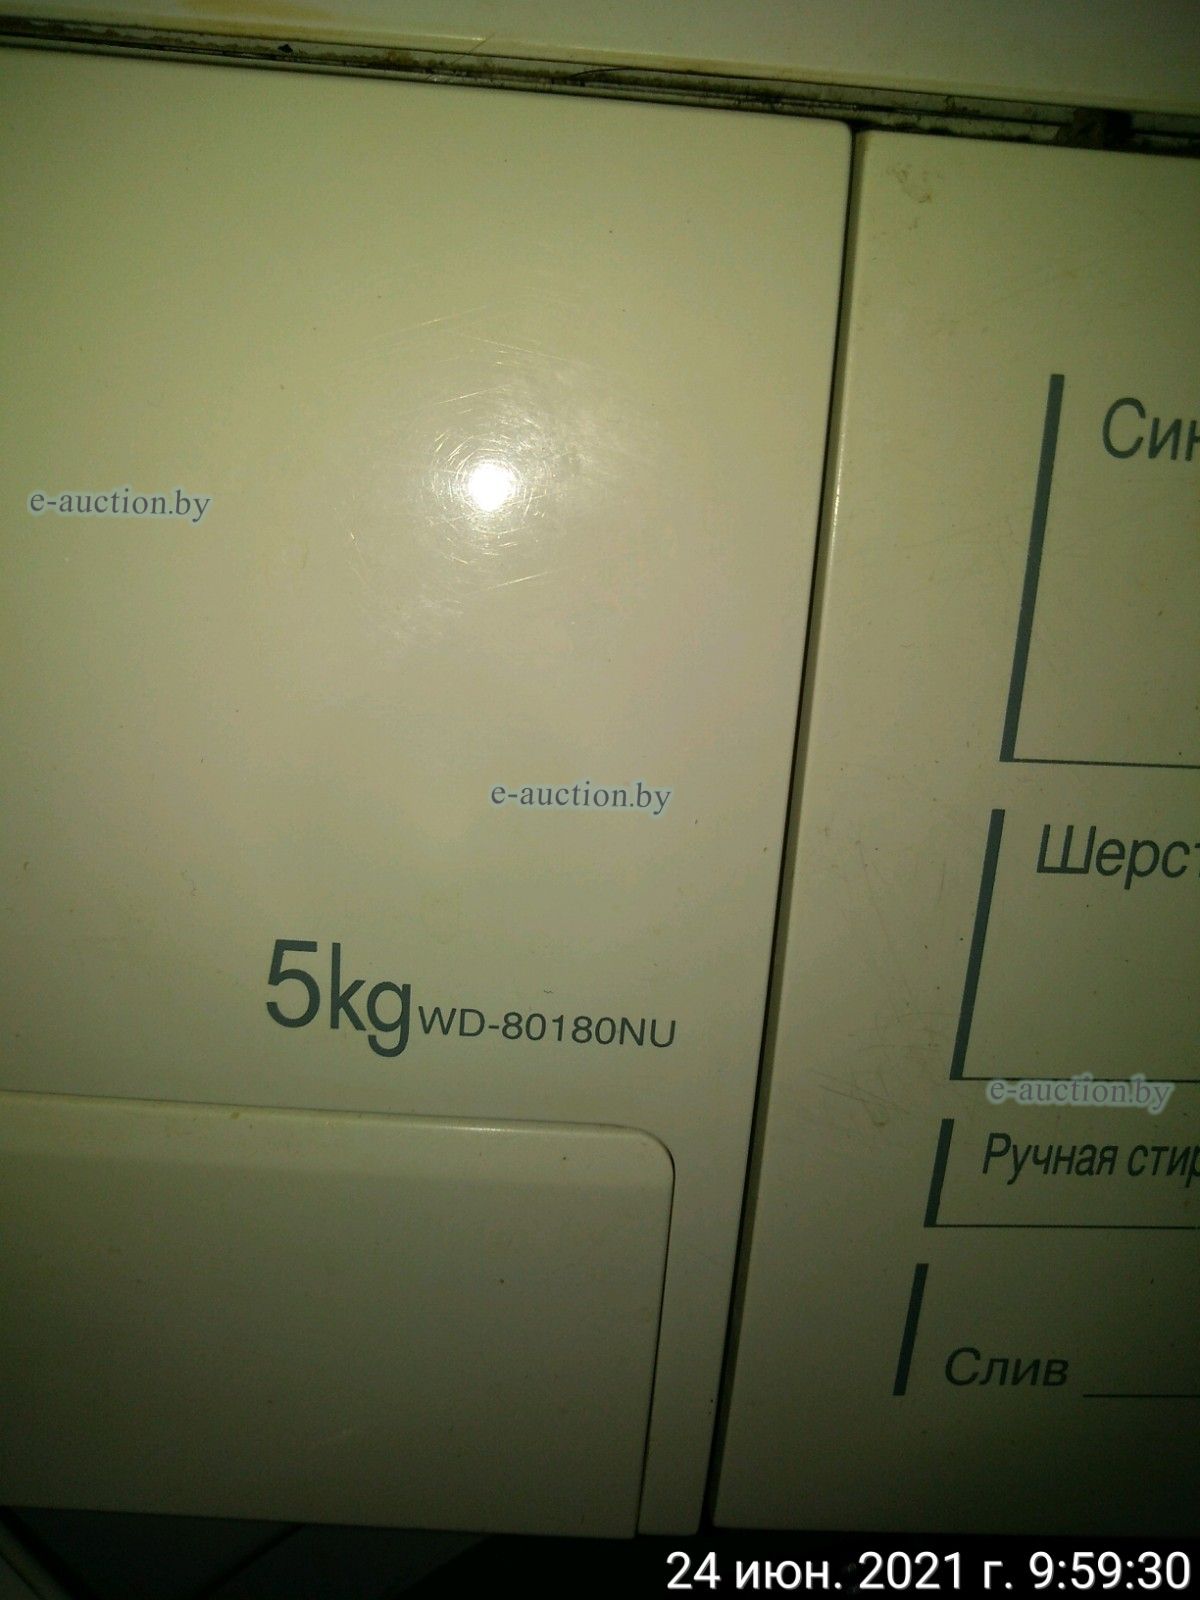 Син
e-auction.by
e-auction.by
Шерст
5kg WD-80180NU
e-auction.by
Ручная стир
Слив
24 июн. 2021 г. 9:59:30